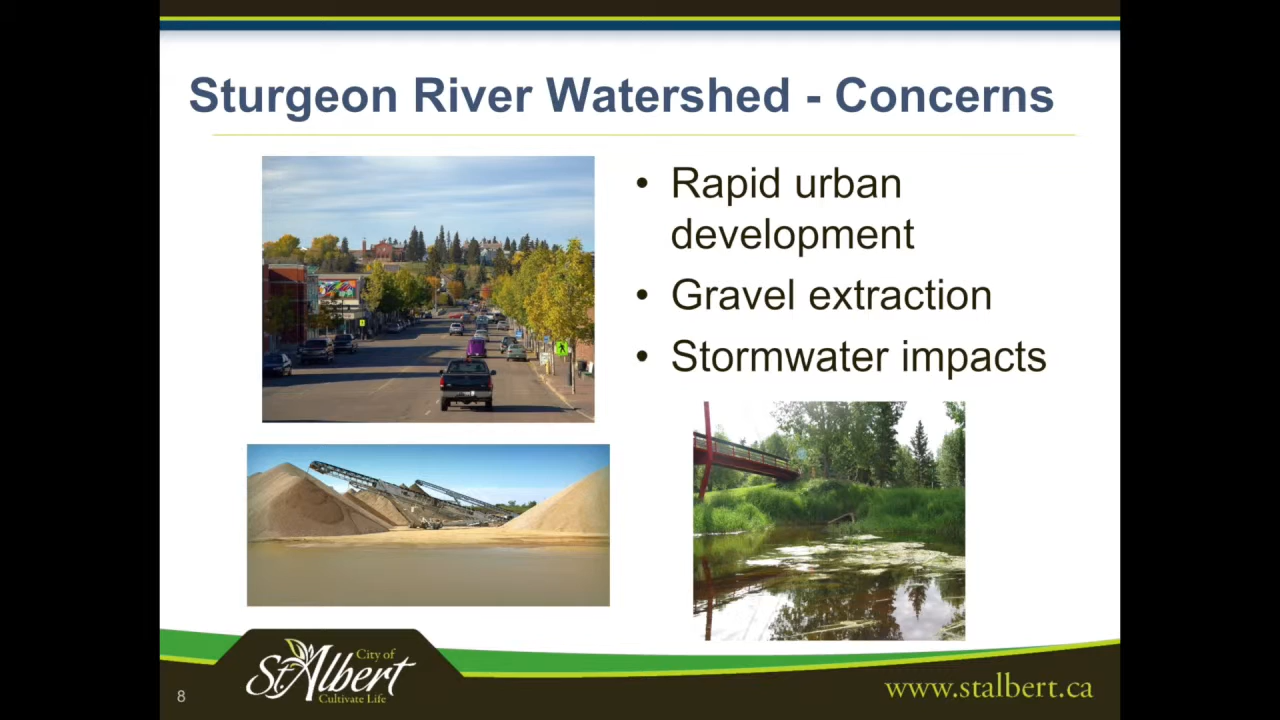 Sturgeon River Watershed - Concerns
• Rapid urban
development
• Gravel extraction
• Stormwater impacts
8
City of
St. Albert
Cultivate Life
www.stalbert.ca